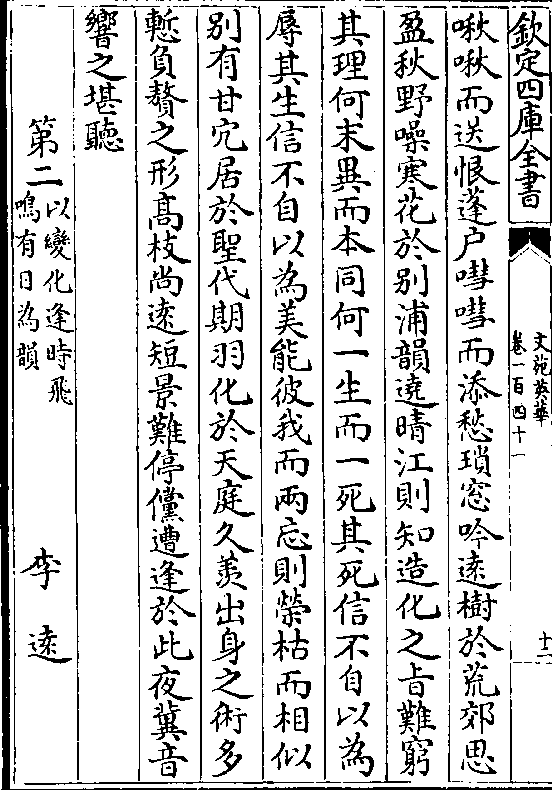 欽定四庫全書
文苑英華
卷一百四十一
十二
啾啾而送恨蓬户嘒嘒而添愁瑣窓吟逺樹於荒郊思
盈秋野噪寒花於别浦韻遶晴江則知造化之㫖難窮
其理何末異而本同何一生而一死其死信不自以為
辱其生信不自以為美能彼我而兩忘則榮枯而相似
别有甘穴居於聖代期羽化於天庭久羨出身之術多
慙負贅之形髙枝尚逺短景難停儻遭逢於此夜冀音
響之堪聽
第二
以變化逢時飛
鳴有日為韻
李逺